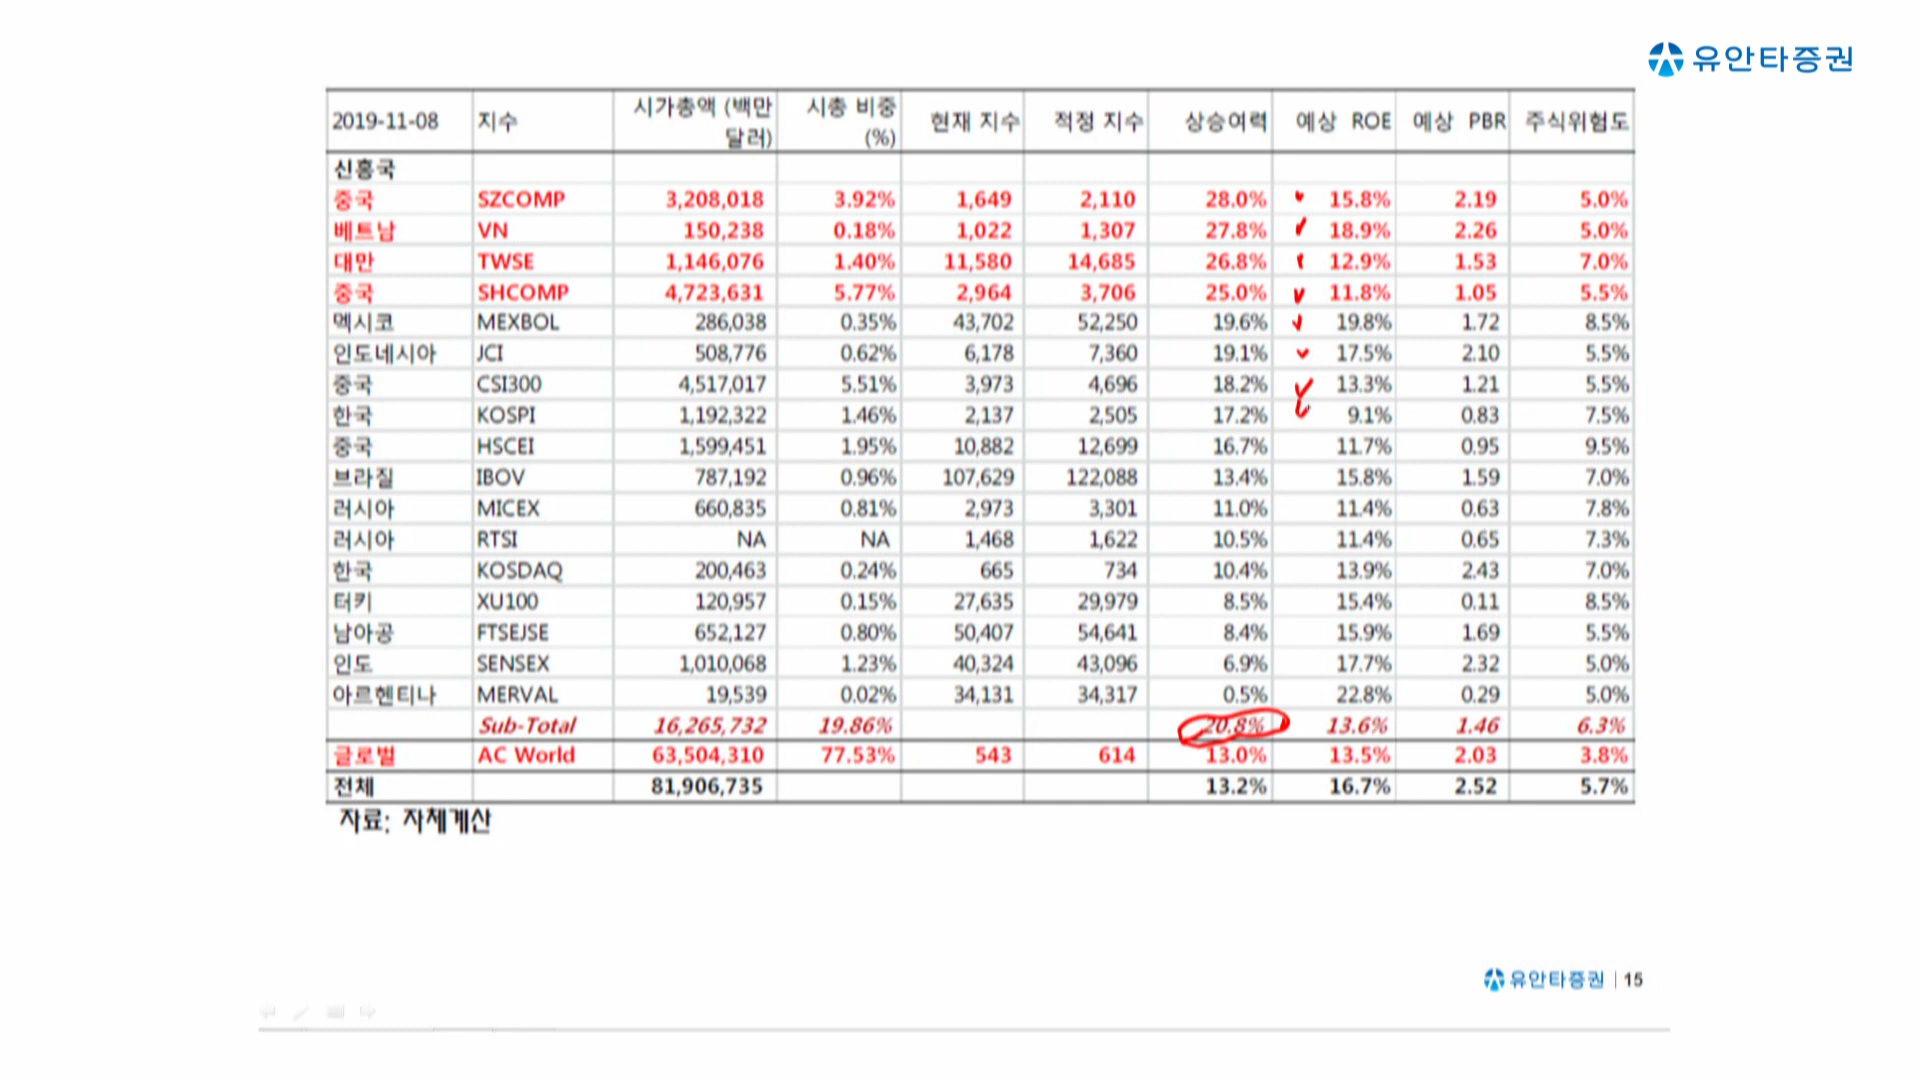 유안타증권
2019-11-08 지수 시가총액 (백만 달러) 시총 비중 (%) 현재 지수 적정 지수 상승여력 예상 ROE 예상 PBR 주식위험도
신흥국
중국 SZCOMP 3,208,018 3.92% 1,649 2,110 28.0% 15.8% 2.19 5.0%
베트남 VN 150,238 0.18% 1,022 1,307 27.8% 18.9% 2.26 5.0%
대만 TWSE 1,146,076 1.40% 11,580 14,685 26.8% 12.9% 1.53 7.0%
중국 SHCOMP 4,723,631 5.77% 2,964 3,706 25.0% 11.8% 1.05 5.5%
멕시코 MEXBOL 286,038 0.35% 43,702 52,250 19.6% 19.8% 1.72 8.5%
인도네시아 JCI 508,776 0.62% 6,178 7,360 19.1% 17.5% 2.10 5.5%
중국 CSI300 4,517,017 5.51% 3,973 4,696 18.2% 13.3% 1.21 5.5%
한국 KOSPI 1,192,322 1.46% 2,137 2,505 17.2% 9.1% 0.83 7.5%
중국 HSCEI 1,599,451 1.95% 10,882 12,699 16.7% 11.7% 0.95 9.5%
브라질 IBOV 787,192 0.96% 107,629 122,088 13.4% 15.8% 1.59 7.0%
러시아 MICEX 660,835 0.81% 2,973 3,301 11.0% 11.4% 0.63 7.8%
러시아 RTSI NA NA 1,468 1,622 10.5% 11.4% 0.65 7.3%
한국 KOSDAQ 200,463 0.24% 665 734 10.4% 13.9% 2.43 7.0%
터키 XU100 120,957 0.15% 27,635 29,979 8.5% 15.4% 0.11 8.5%
남아공 FTSEJSE 652,127 0.80% 50,407 54,641 8.4% 15.9% 1.69 5.5%
인도 SENSEX 1,010,068 1.23% 40,324 43,096 6.9% 17.7% 2.32 5.0%
아르헨티나 MERVAL 19,539 0.02% 34,131 34,317 0.5% 22.8% 0.29 5.0%
Sub-Total 16,265,732 19.86% 20.8% 13.6% 1.46 6.3%
글로벌 AC World 63,504,310 77.53% 543 614 13.0% 13.5% 2.03 3.8%
전체 81,906,735 13.2% 16.7% 2.52 5.7%
자료: 자체계산
유안타증권 | 15